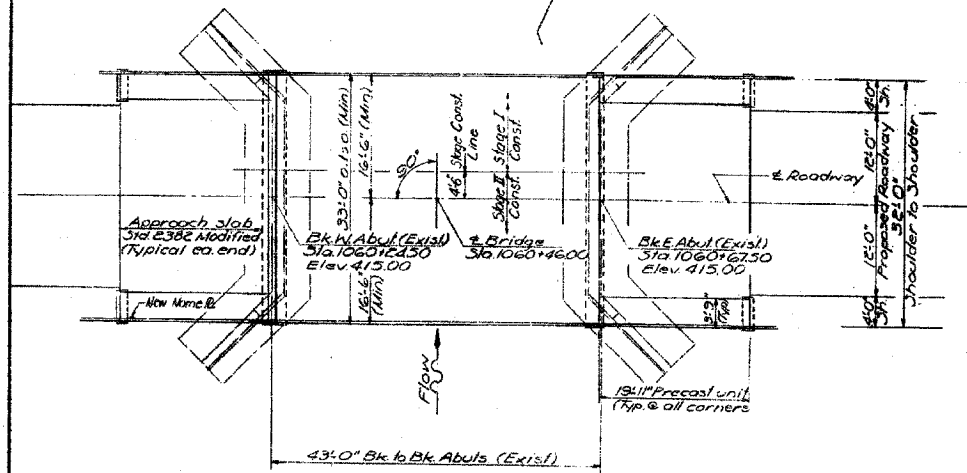 33'-0" o. to o. (Min)
16'-6" (Min)
16'-6" (Min)
90°
4'6" Stage Const.
Line
Stage I
Const.
Stage II
Const.
℄ Roadway
4'-0"
Sh.
12'-0"
12'-0"
Proposed Roadway
32'-0"
Shoulder to Shoulder
4'-0"
Sh.
Approach slab
Std. 2382 Modified
(Typical ea. end)
Bk. W. Abut. (Exist)
Sta. 1060+24.50
Elev. 415.00
℄ Bridge
Sta. 1060+46.00
Bk. E. Abut. (Exist)
Sta. 1060+67.50
Elev. 415.00
New Name Pl.
(Typ)
Flow
19'-11" Precast unit
(Typ. @ all corners
43'-0" Bk. to Bk. Abuts. (Exist)